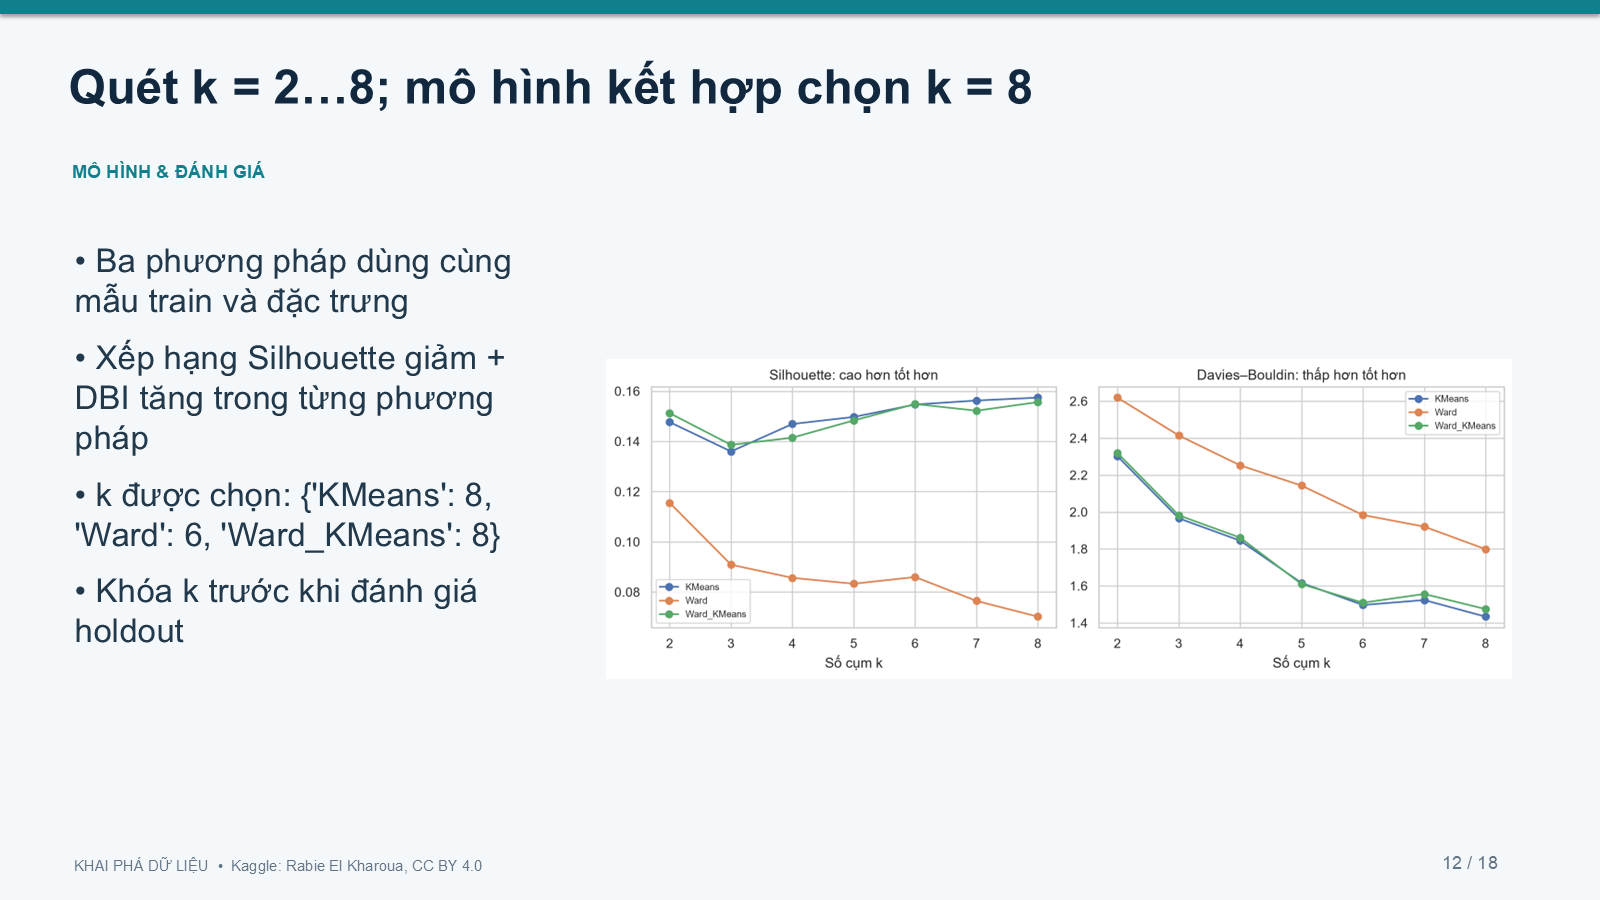 Quét k = 2…8; mô hình kết hợp chọn k = 8
MÔ HÌNH & ĐÁNH GIÁ
• Ba phương pháp dùng cùng
mẫu train và đặc trưng
• Xếp hạng Silhouette giảm +
DBI tăng trong từng phương
pháp
• k được chọn: {'KMeans': 8,
'Ward': 6, 'Ward_KMeans': 8}
• Khóa k trước khi đánh giá
holdout
Silhouette: cao hơn tốt hơn
0.16
0.14
0.12
0.10
0.08
KMeans
Ward
Ward_KMeans
2 3 4 5 6 7 8
Số cụm k
Davies–Bouldin: thấp hơn tốt hơn
2.6
2.4
2.2
2.0
1.8
1.6
1.4
KMeans
Ward
Ward_KMeans
2 3 4 5 6 7 8
Số cụm k
KHAI PHÁ DỮ LIỆU • Kaggle: Rabie El Kharoua, CC BY 4.0
12 / 18